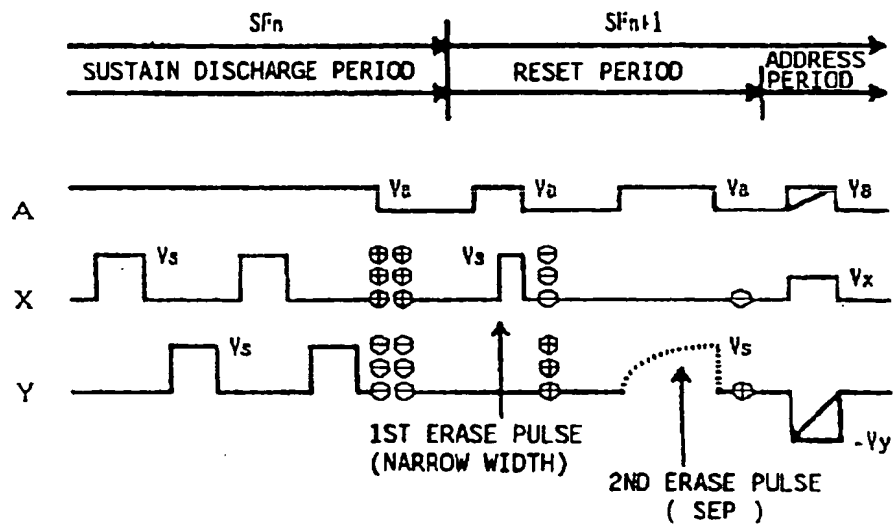 SFn SFn+1
SUSTAIN DISCHARGE PERIOD RESET PERIOD ADDRESS PERIOD
A Va Va Va Va
X Vs Vs Vx
Y Vs Vs -Vy
1ST ERASE PULSE
(NARROW WIDTH)
2ND ERASE PULSE
( SEP )